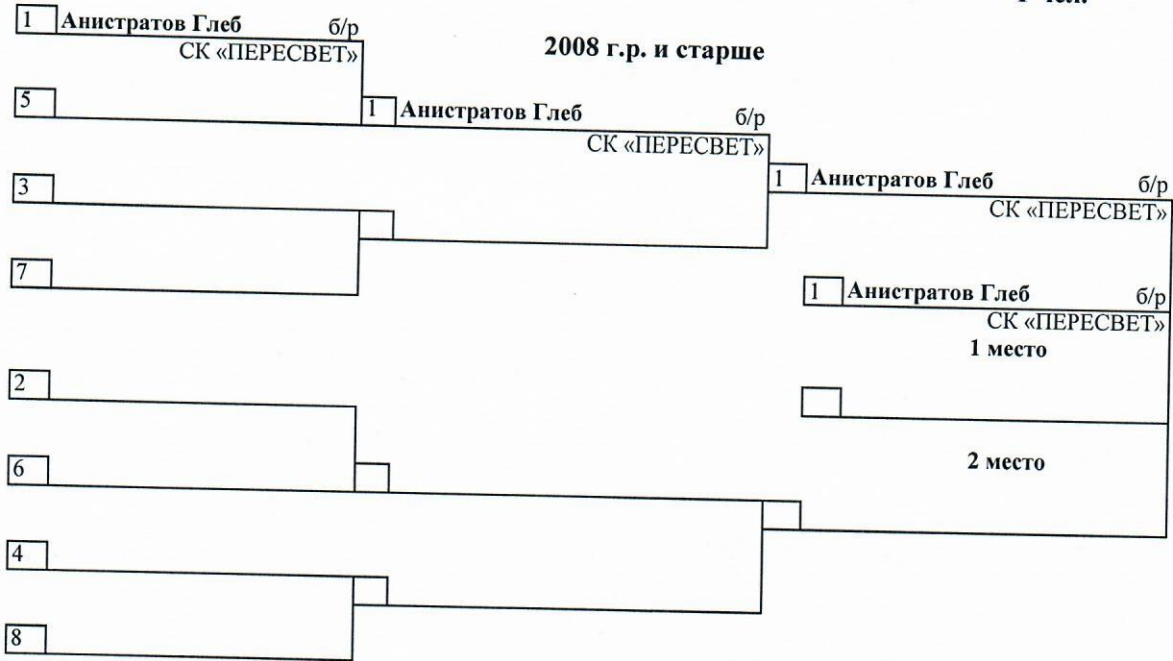 1 Анистратов Глеб б/р
СК «ПЕРЕСВЕТ»
2008 г.р. и старше
5
1 Анистратов Глеб б/р
СК «ПЕРЕСВЕТ»
3
1 Анистратов Глеб б/р
СК «ПЕРЕСВЕТ»
7
1 Анистратов Глеб б/р
СК «ПЕРЕСВЕТ»
1 место
2
6
2 место
4
8